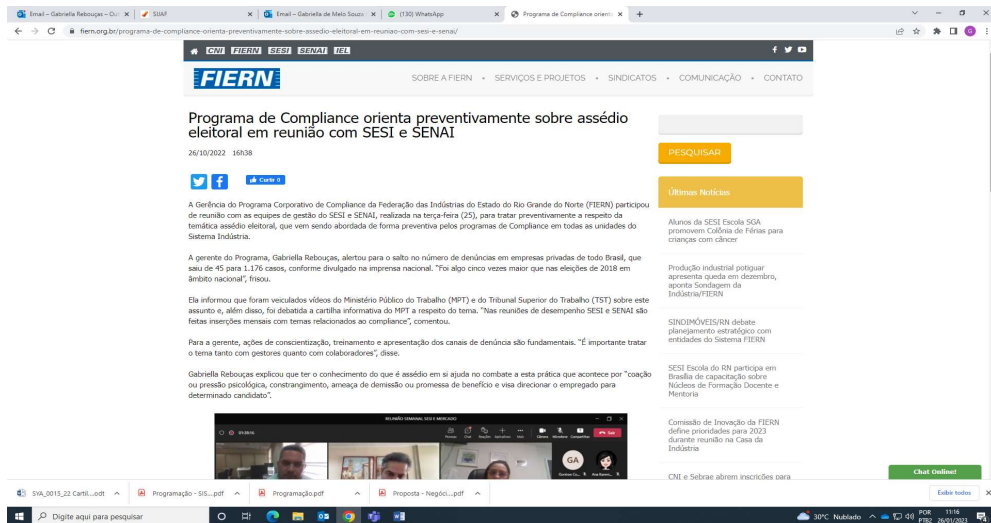 Email – Gabriella Rebouças – Ou
SUAF
Email – Gabriella de Melo Souza
(130) WhatsApp
Programa de Compliance orienta
fiern.org.br/programa-de-compliance-orienta-preventivamente-sobre-assedio-eleitoral-em-reuniao-com-sesi-e-senai/
CNI FIERN SESI SENAI IEL
FIERN
SOBRE A FIERN • SERVIÇOS E PROJETOS • SINDICATOS • COMUNICAÇÃO • CONTATO
Programa de Compliance orienta preventivamente sobre assédio
eleitoral em reunião com SESI e SENAI
26/10/2022 16h38
Curtir 0
A Gerência do Programa Corporativo de Compliance da Federação das Indústrias do Estado do Rio Grande do Norte (FIERN) participou
de reunião com as equipes de gestão do SESI e SENAI, realizada na terça-feira (25), para tratar preventivamente a respeito da
temática assédio eleitoral, que vem sendo abordada de forma preventiva pelos programas de Compliance em todas as unidades do
Sistema Indústria.
A gerente do Programa, Gabriella Rebouças, alertou para o salto no número de denúncias em empresas privadas de todo Brasil, que
saiu de 45 para 1.176 casos, conforme divulgado na imprensa nacional. "Foi algo cinco vezes maior que nas eleições de 2018 em
âmbito nacional", frisou.
Ela informou que foram veiculados vídeos do Ministério Público do Trabalho (MPT) e do Tribunal Superior do Trabalho (TST) sobre este
assunto e, além disso, foi debatida a cartilha informativa do MPT a respeito do tema. "Nas reuniões de desempenho SESI e SENAI são
feitas inserções mensais com temas relacionados ao compliance", comentou.
Para a gerente, ações de conscientização, treinamento e apresentação dos canais de denúncia são fundamentais. "É importante tratar
o tema tanto com gestores quanto com colaboradores", disse.
Gabriella Rebouças explicou que ter o conhecimento do que é assédio em si ajuda no combate a esta prática que acontece por "coação
ou pressão psicológica, constrangimento, ameaça de demissão ou promessa de benefício e visa direcionar o empregado para
determinado candidato".
REUNIÃO SEMANAL SESI E MERCADO
GA
PESQUISAR
Últimas Notícias
Alunos da SESI Escola SGA
promovem Colônia de Férias para
crianças com câncer
Produção industrial potiguar
apresenta queda em dezembro,
aponta Sondagem da
Indústria/FIERN
SINDIMÓVEIS/RN debate
planejamento estratégico com
entidades do Sistema FIERN
SESI Escola do RN participa em
Brasília de capacitação sobre
Núcleos de Formação Docente e
Mentoria
Comissão de Inovação da FIERN
define prioridades para 2023
durante reunião na Casa da
Indústria
CNI e Sebrae abrem inscrições para
Chat Online!
SYA_0015_22 Cartil....odt
Programação - SIS....pdf
Programação.pdf
Proposta - Negóci....pdf
Exibir todos
Digite aqui para pesquisar
30°C Nublado
POR
PTB2
11:16
26/01/2023